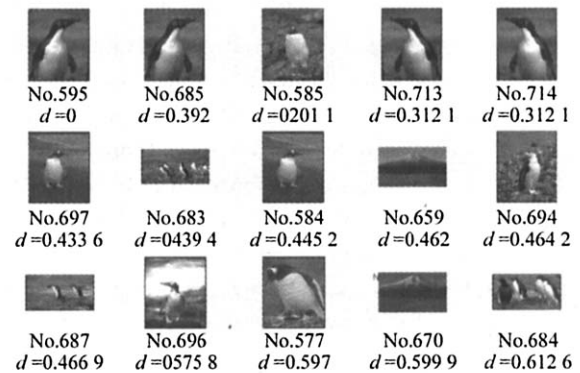 No.595 No.685 No.585 No.713 No.714
d=0 d=0.392 d=0201 1 d=0.312 1 d=0.312 1
No.697 No.683 No.584 No.659 No.694
d=0.433 6 d=0439 4 d=0.445 2 d=0.462 d=0.464 2
No.687 No.696 No.577 No.670 No.684
d=0.466 9 d=0575 8 d=0.597 d=0.599 9 d=0.612 6